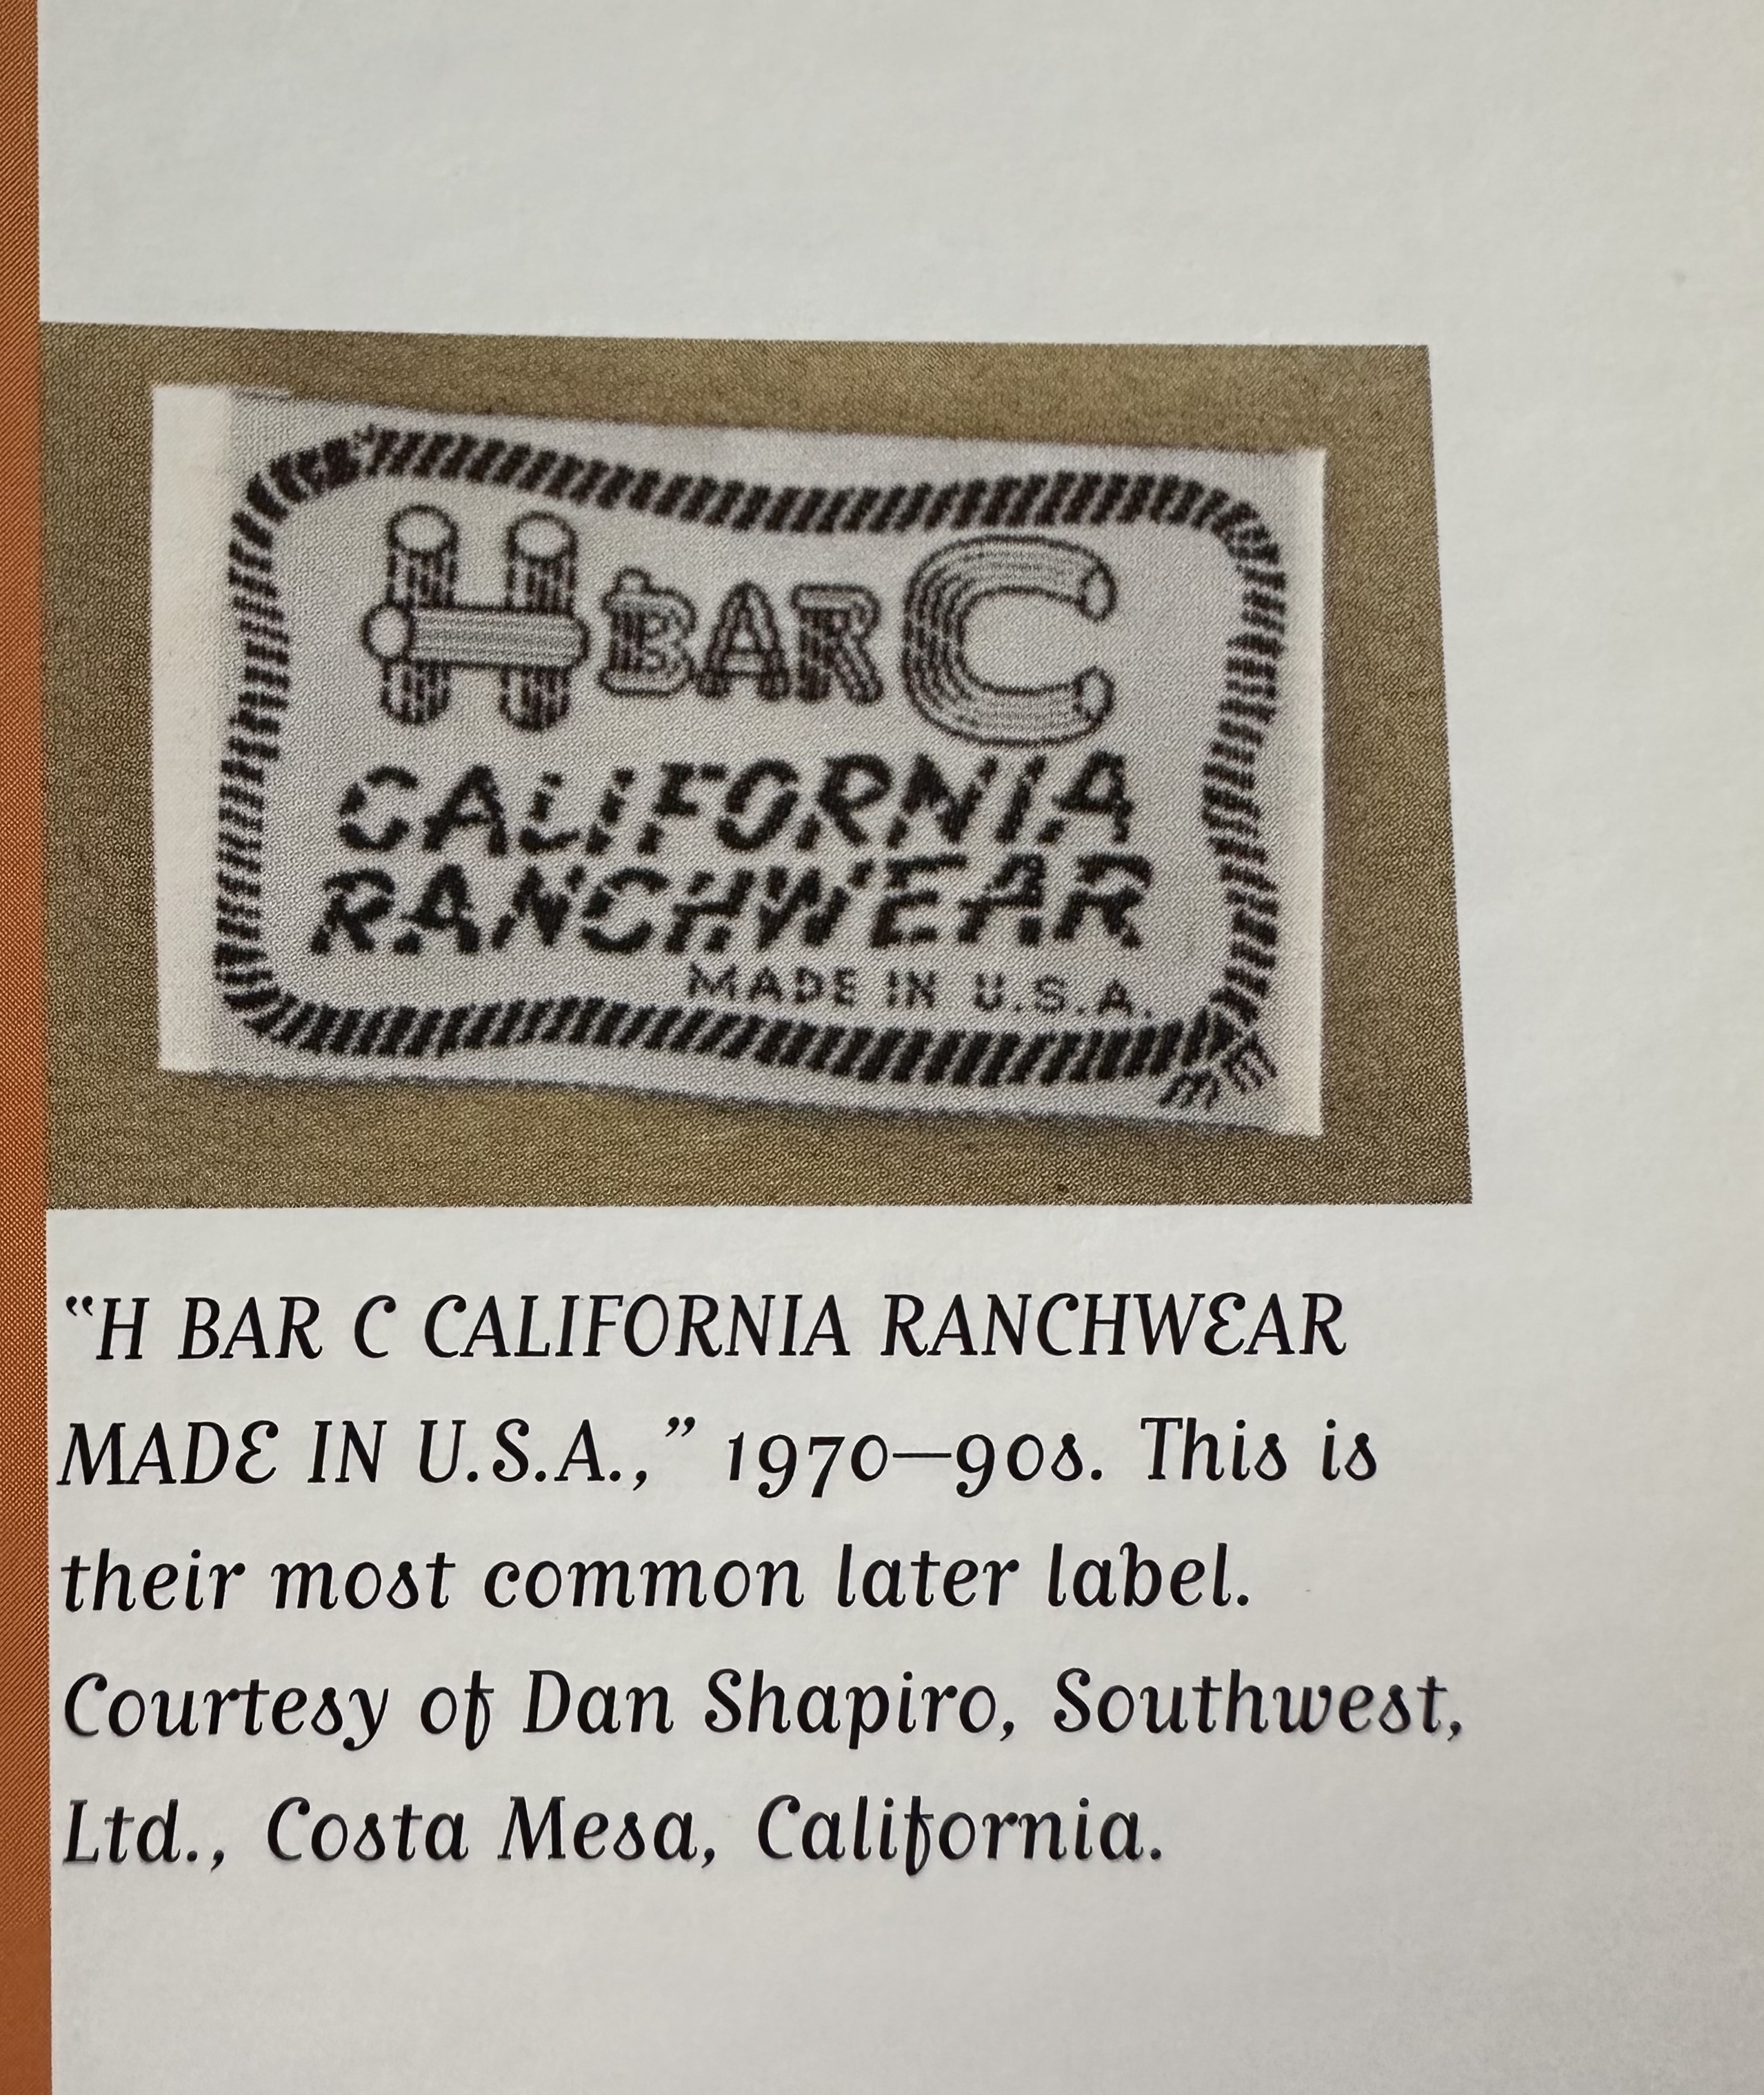 H BAR C
CALIFORNIA
RANCHWEAR
MADE IN U.S.A.
“H BAR C CALIFORNIA RANCHWEAR
MADE IN U.S.A.,” 1970—90s. This is
their most common later label.
Courtesy of Dan Shapiro, Southwest,
Ltd., Costa Mesa, California.